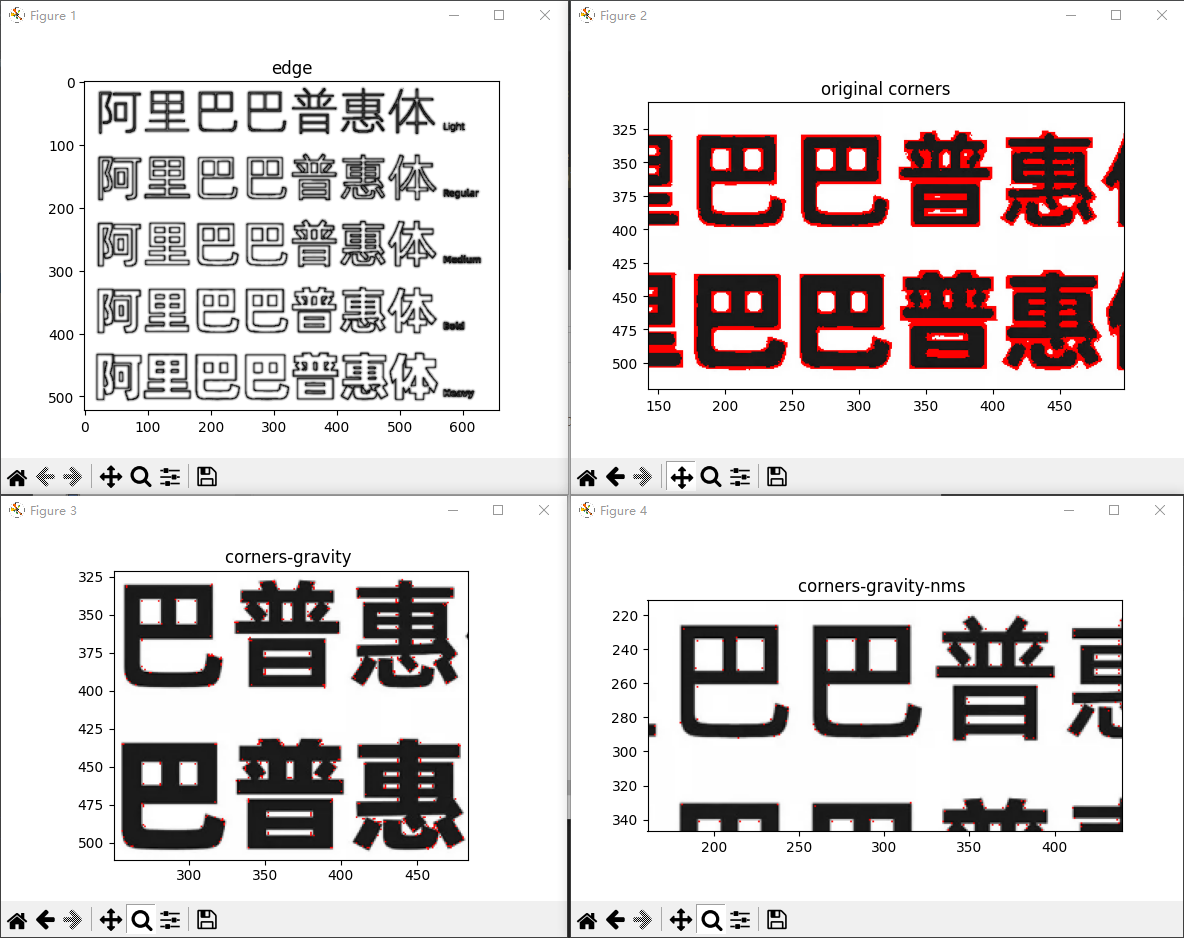 Figure 1
edge
0
100
200
300
400
500
阿里巴巴普惠体 Light
阿里巴巴普惠体 Regular
阿里巴巴普惠体 Medium
阿里巴巴普惠体 Bold
阿里巴巴普惠体 Heavy
0 100 200 300 400 500 600
Figure 2
original corners
325
350
375
400
425
450
475
500
巴巴普惠
巴巴普惠
150 200 250 300 350 400 450
Figure 3
corners-gravity
325
350
375
400
425
450
475
500
巴普惠
巴普惠
300 350 400 450
Figure 4
corners-gravity-nms
220
240
260
280
300
320
340
巴巴普
200 250 300 350 400